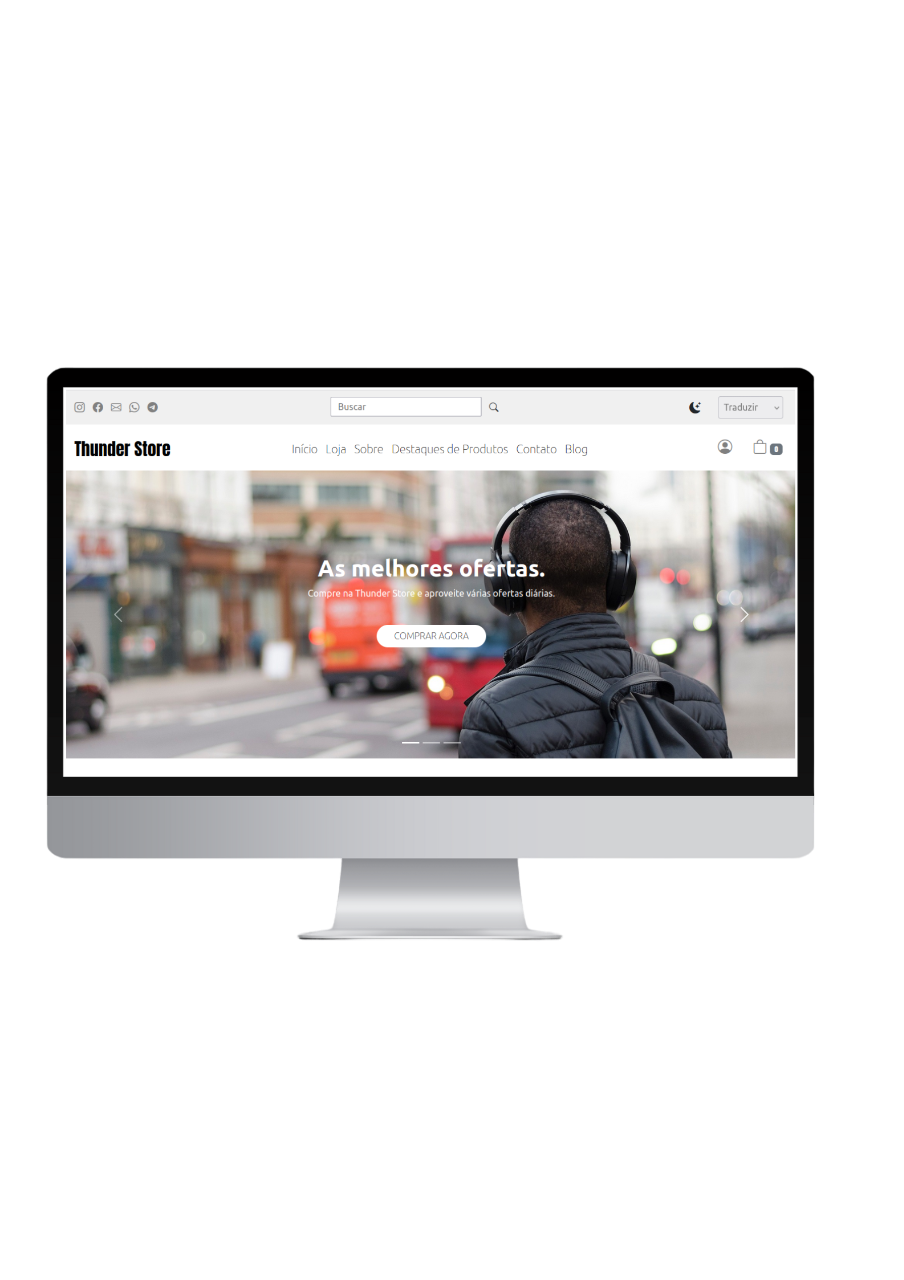 Buscar
Traduzir
Thunder Store
Início Loja Sobre Destaques de Produtos Contato Blog
0
As melhores ofertas.
Compre na Thunder Store e aproveite várias ofertas diárias.
COMPRAR AGORA